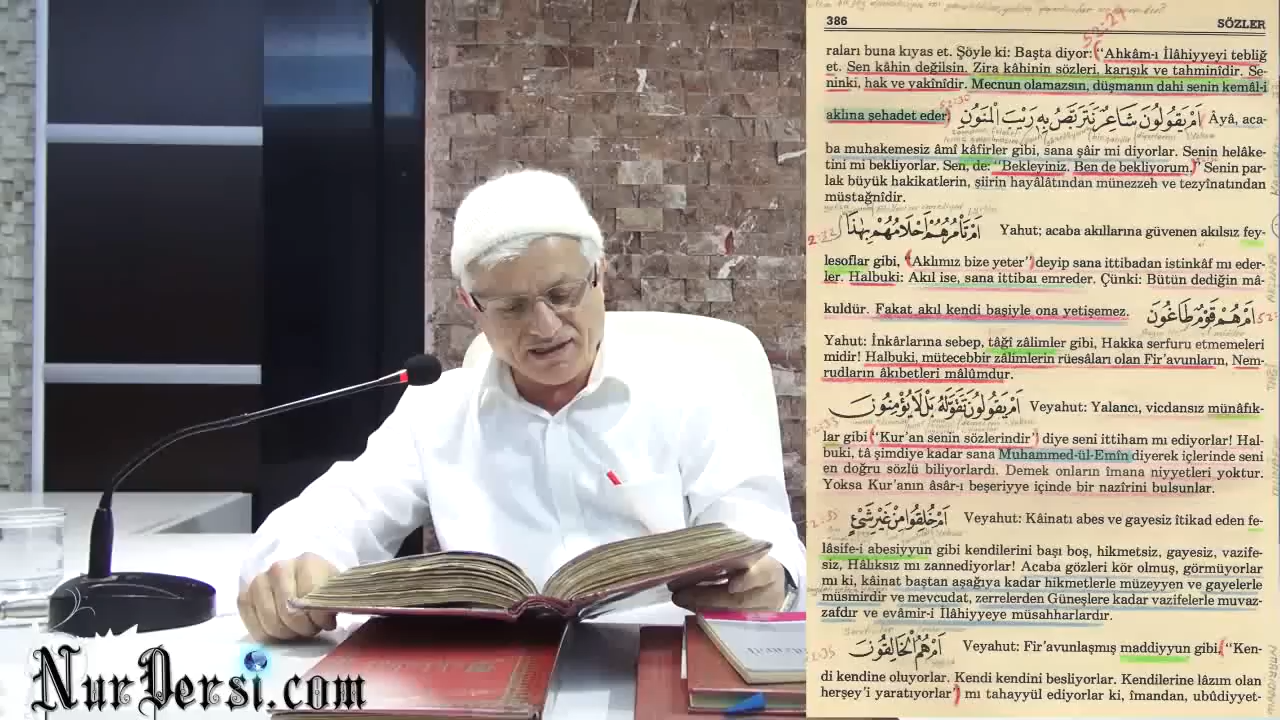 386 SÖZLER
raları buna kıyas et. Şöyle ki: Başta diyor: "Ahkâm-ı İlâhiyyeyi tebliğ
et. Sen kâhin değilsin. Zira kâhinin sözleri, karışık ve tahminîdir. Se-
ninki, hak ve yakînîdir. Mecnun olamazsın, düşmanın dahi senin kemâl-i
aklına şehadet eder. اَمْ يَقُولُونَ شَاعِرٌ نَتَرَبَّصُ بِهِ رَيْبَ الْمَنُونِ Âyâ, aca-
ba muhakemesiz âmî kâfirler gibi, sana şâir mi diyorlar. Senin helâke-
tini mi bekliyorlar. Sen, de: "Bekleyiniz. Ben de bekliyorum." Senin par-
lak büyük hakikatlerin, şiirin hayâlâtından münezzeh ve tezyînatından
müstağnîdir.
اَمْ تَاْمُرُهُمْ اَحْلَامُهُمْ بِهٰذَا Yahut; acaba akıllarına güvenen akılsız fey-
lesoflar gibi, "Aklımız bize yeter" deyip sana ittibadan istinkâf mı eder-
ler. Halbuki: Akıl ise, sana ittibaı emreder. Çünki: Bütün dediğin mâ-
kuldür. Fakat akıl kendi başiyle ona yetişemez. اَمْ هُمْ قَوْمٌ طَاغُونَ
Yahut: İnkârlarına sebep, tâğî zâlimler gibi, Hakka serfuru etmemeleri
midir! Halbuki, mütecebbir zâlimlerin rüesâları olan Fir'avunların, Nem-
rudların âkıbetleri mâlûmdur.
اَمْ يَقُولُونَ تَقَوَّلَهُ بَلْ لَا يُؤْمِنُونَ Veyahut: Yalancı, vicdansız münâfık-
lar gibi "Kur'an senin sözlerindir" diye seni ittiham mı ediyorlar! Hal-
buki, tâ şimdiye kadar sana Muhammed-ül-Emîn diyerek içlerinde seni
en doğru sözlü biliyorlardı. Demek onların îmana niyyetleri yoktur.
Yoksa Kur'anın âsâr-ı beşeriyye içinde bir nazîrini bulsunlar.
اَمْ خُلِقُوا مِنْ غَيْرِ شَيْءٍ Veyahut: Kâinatı abes ve gayesiz îtikad eden fe-
lâsife-i abesiyyun gibi kendilerini başı boş, hikmetsiz, gayesiz, vazife-
siz, Hâlıksız mı zannediyorlar! Acaba gözleri kör olmuş, görmüyorlar
mı ki, kâinat baştan aşağıya kadar hikmetlerle müzeyyen ve gayelerle
müsmirdir ve mevcudat, zerrelerden Güneşlere kadar vazifelerle muvaz-
zafdır ve evâmir-i İlâhiyyeye müsahharlardır.
اَمْ هُمُ الْخَالِقُونَ Veyahut: Fir'avunlaşmış maddiyyun gibi, "Ken-
di kendine oluyorlar. Kendi kendini besliyorlar. Kendilerine lâzım olan
herşey'i yaratıyorlar" mı tahayyül ediyorlar ki, îmandan, ubûdiyyet-
NurDersi.com